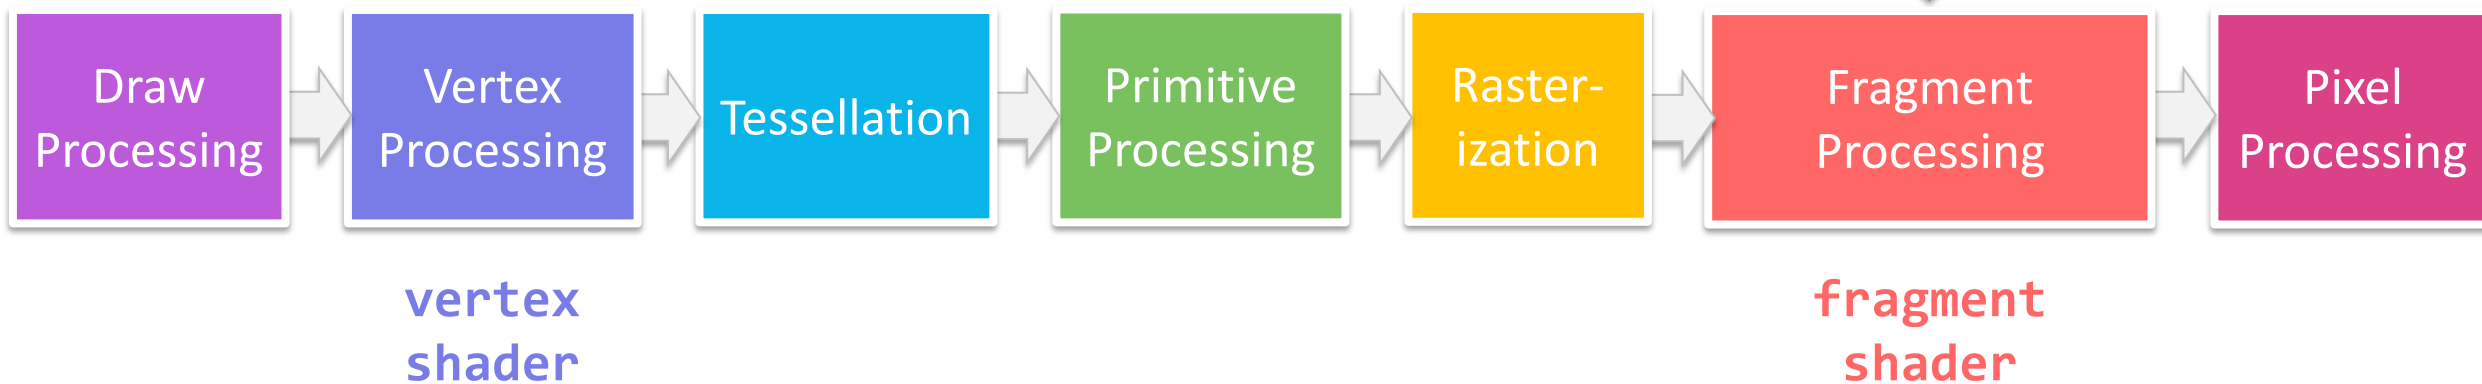 Draw
Processing
Vertex
Processing
Tessellation
Primitive
Processing
Raster-
ization
Fragment
Processing
Pixel
Processing
vertex
shader
fragment
shader